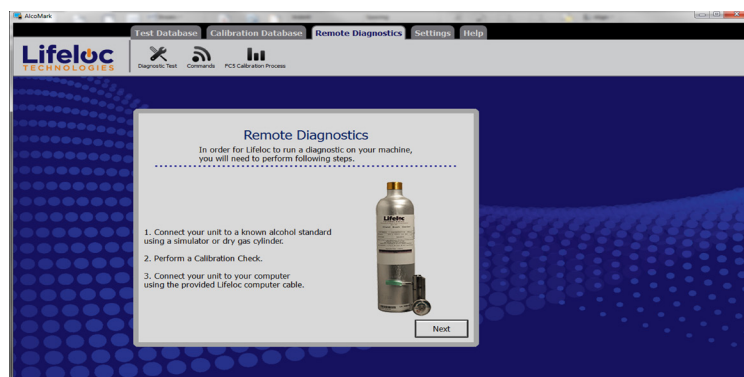 AlcoMark
Test Database Calibration Database Remote Diagnostics Settings Help
Lifeloc
TECHNOLOGIES
Diagnostic Test Commands FC5 Calibration Process
Remote Diagnostics
In order for Lifeloc to run a diagnostic on your machine,
you will need to perform following steps.
1. Connect your unit to a known alcohol standard
using a simulator or dry gas cylinder.
2. Perform a Calibration Check.
3. Connect your unit to your computer
using the provided Lifeloc computer cable.
Lifeloc
Next